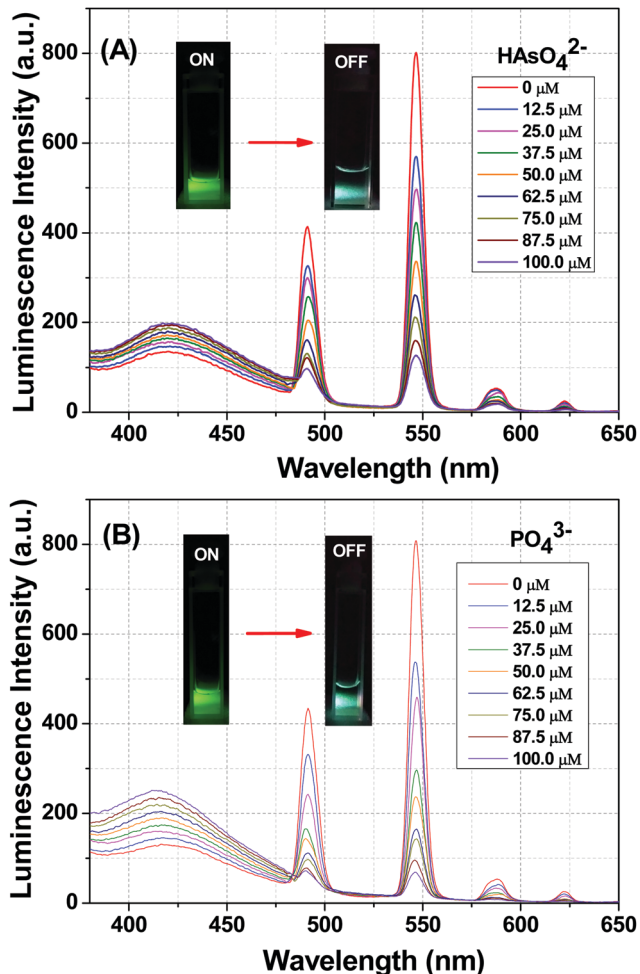 (A)
HAsO₄²⁻
ON
OFF
0 μM
12.5 μM
25.0 μM
37.5 μM
50.0 μM
62.5 μM
75.0 μM
87.5 μM
100.0 μM
800
600
400
200
0
Luminescence Intensity (a.u.)
400 450 500 550 600 650
Wavelength (nm)
(B)
PO₄³⁻
ON
OFF
0 μM
12.5 μM
25.0 μM
37.5 μM
50.0 μM
62.5 μM
75.0 μM
87.5 μM
100.0 μM
800
600
400
200
0
Luminescence Intensity (a.u.)
400 450 500 550 600 650
Wavelength (nm)